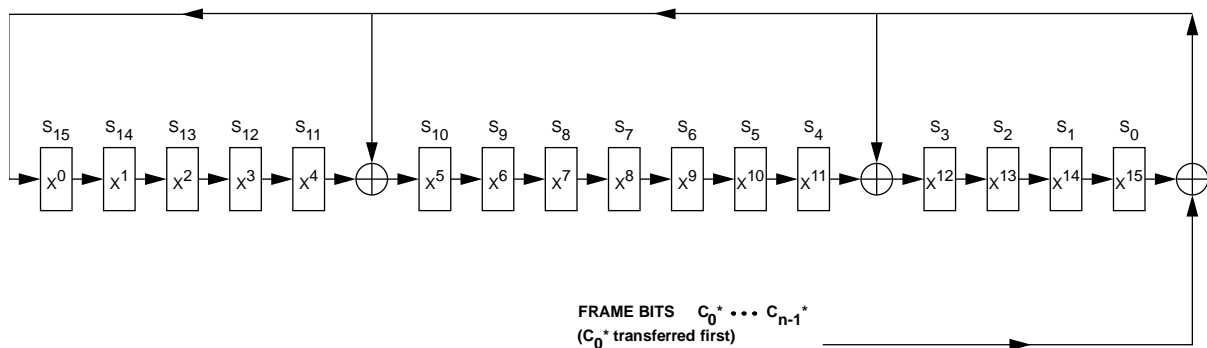 S15 S14 S13 S12 S11 S10 S9 S8 S7 S6 S5 S4 S3 S2 S1 S0
X0 X1 X2 X3 X4 X5 X6 X7 X8 X9 X10 X11 X12 X13 X14 X15
FRAME BITS C0* • • • Cn-1*
(C0* transferred first)